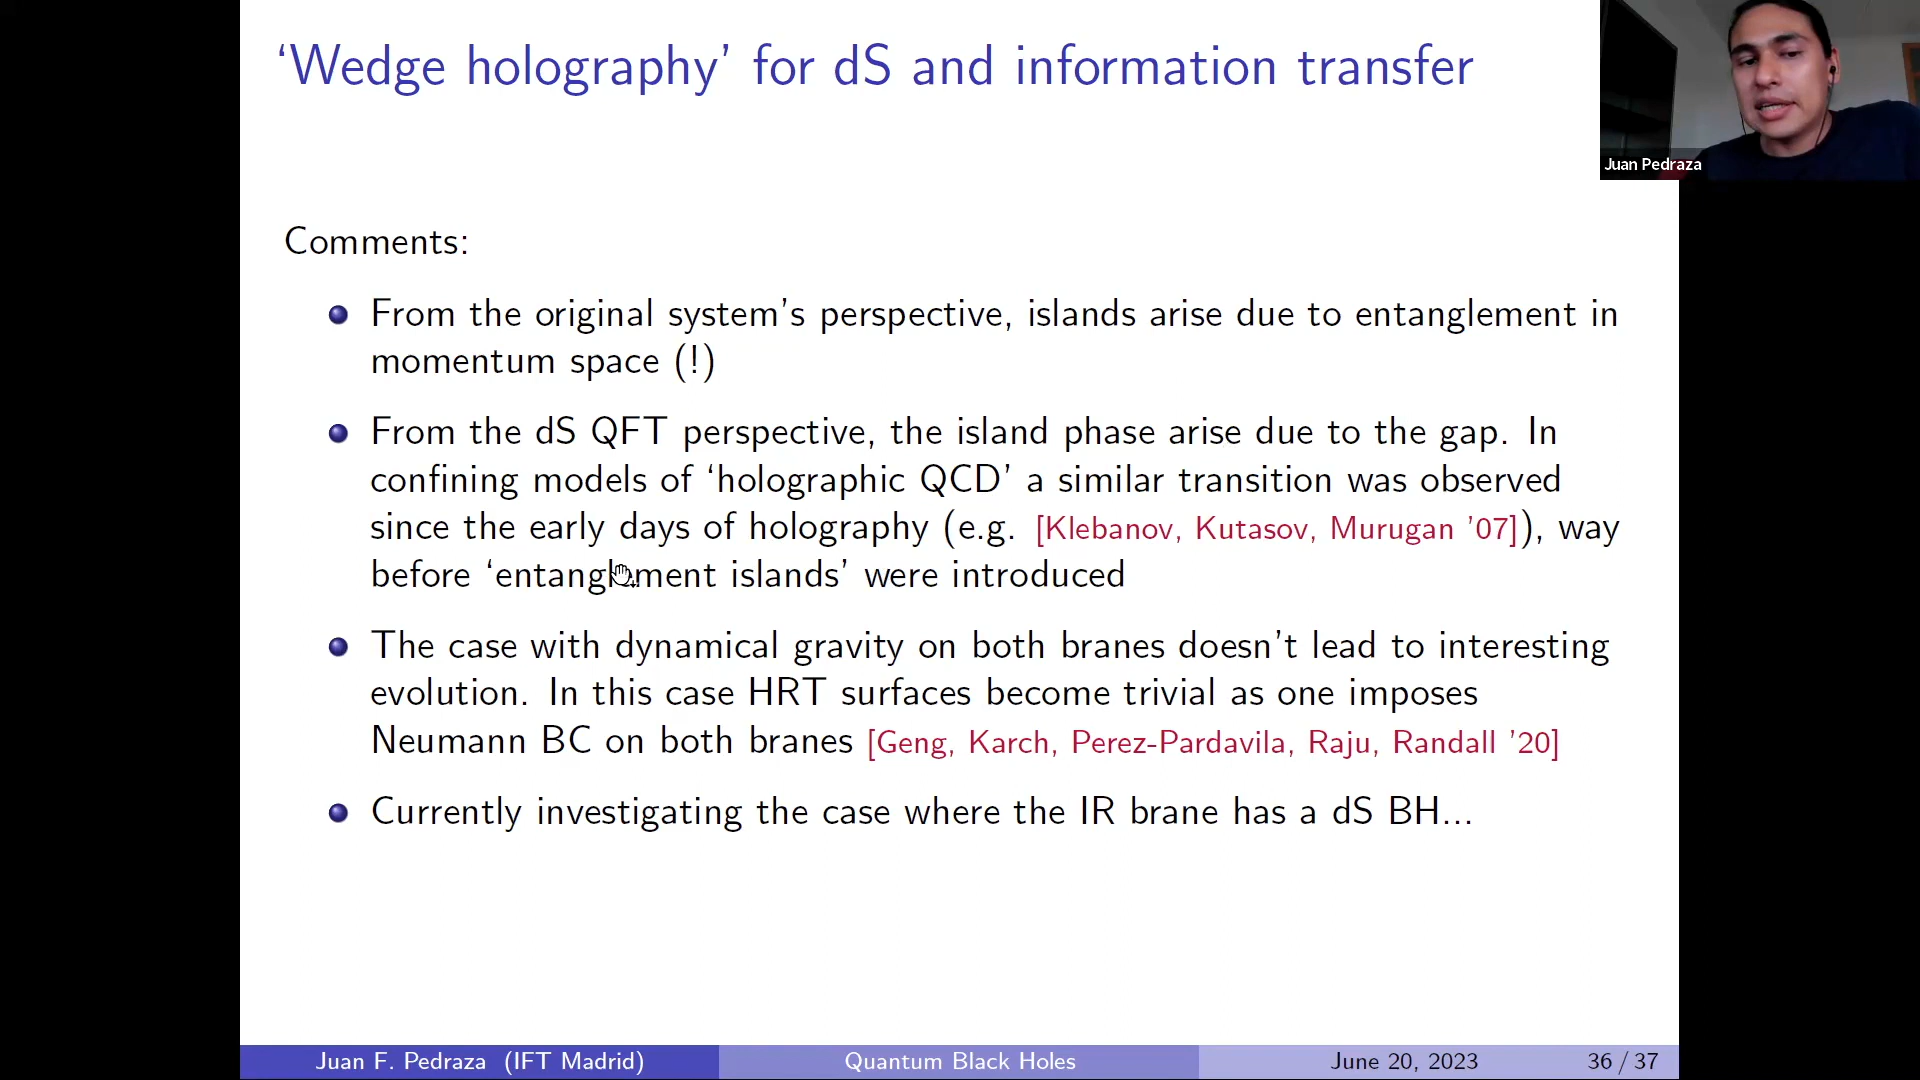 ‘Wedge holography’ for dS and information transfer
Juan Pedraza
Comments:
From the original system’s perspective, islands arise due to entanglement in
momentum space (!)
From the dS QFT perspective, the island phase arise due to the gap. In
confining models of ‘holographic QCD’ a similar transition was observed
since the early days of holography (e.g. [Klebanov, Kutasov, Murugan ’07]), way
before ‘entanglement islands’ were introduced
The case with dynamical gravity on both branes doesn’t lead to interesting
evolution. In this case HRT surfaces become trivial as one imposes
Neumann BC on both branes [Geng, Karch, Perez-Pardavila, Raju, Randall ’20]
Currently investigating the case where the IR brane has a dS BH...
Juan F. Pedraza (IFT Madrid) Quantum Black Holes June 20, 2023 36 / 37